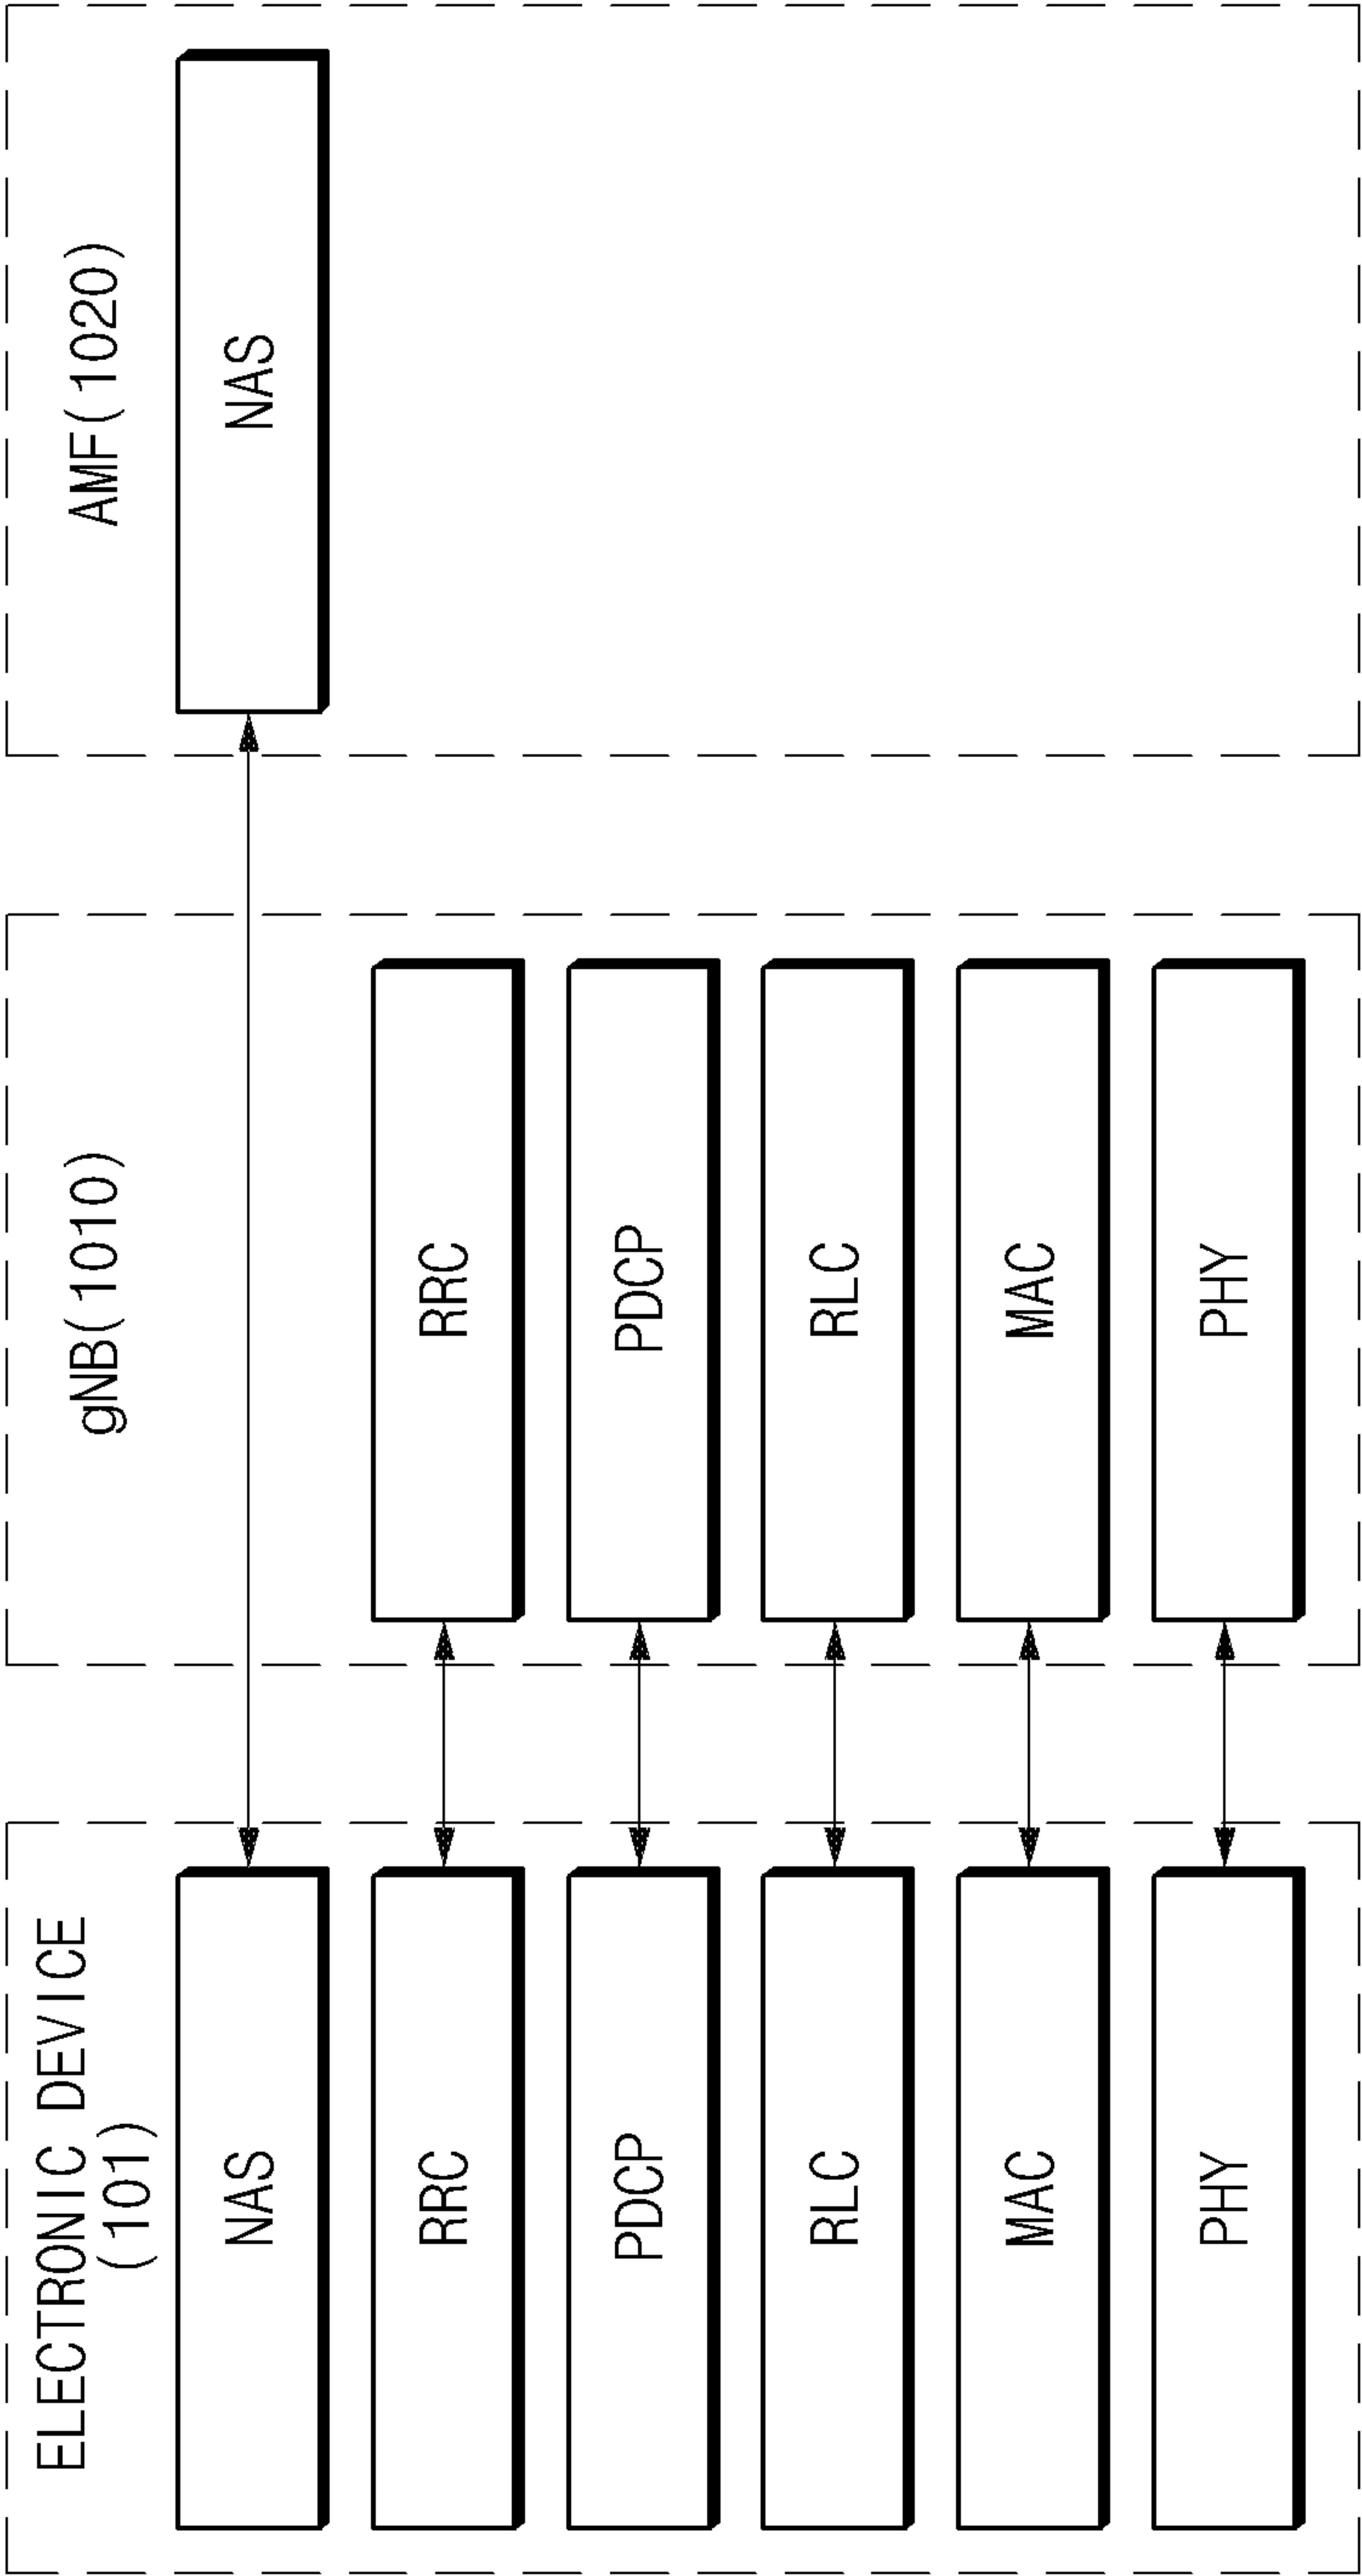 ELECTRONIC DEVICE
(101)
NAS
RRC
PDCP
RLC
MAC
PHY
gNB(1010)
RRC
PDCP
RLC
MAC
PHY
AMF(1020)
NAS